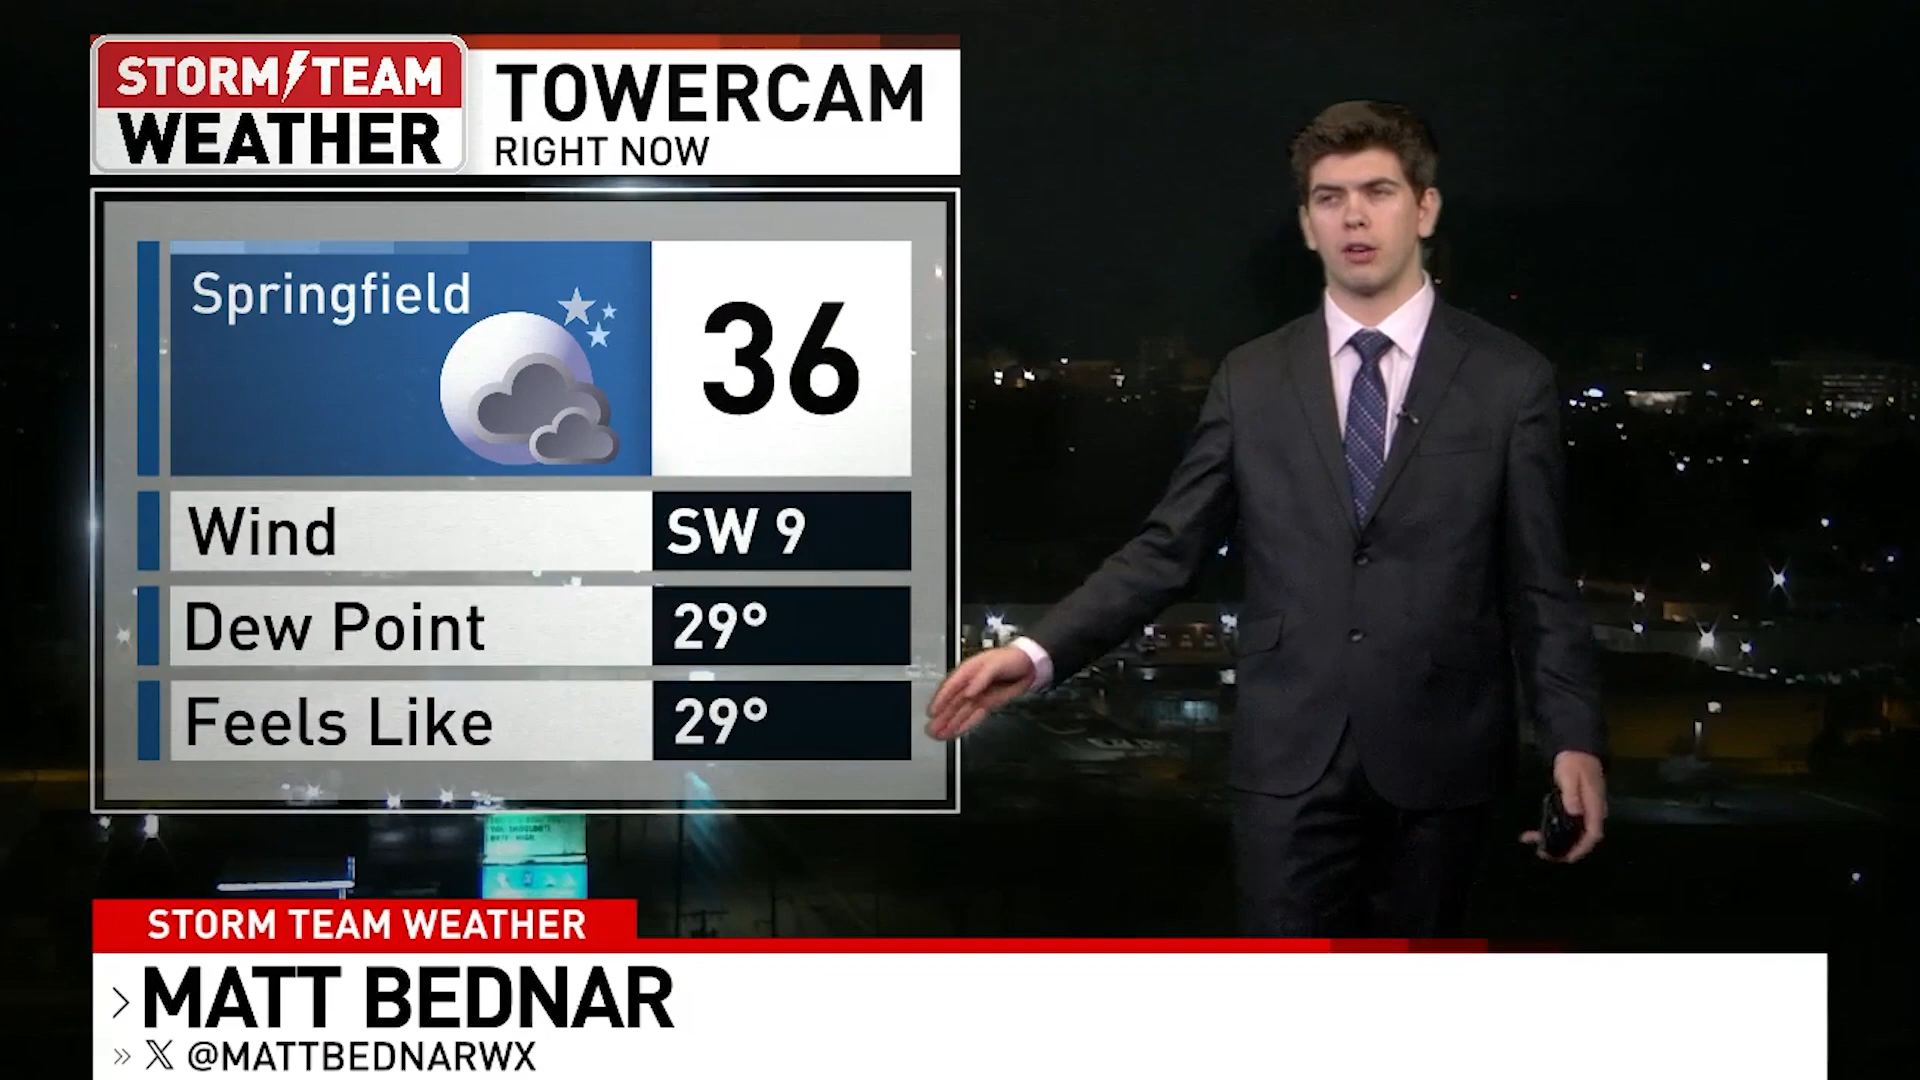 STORM TEAM
WEATHER
TOWERCAM
RIGHT NOW
Springfield
36
Wind
SW 9
Dew Point
29°
Feels Like
29°
STORM TEAM WEATHER
MATT BEDNAR
X @MATTBEDNARWX